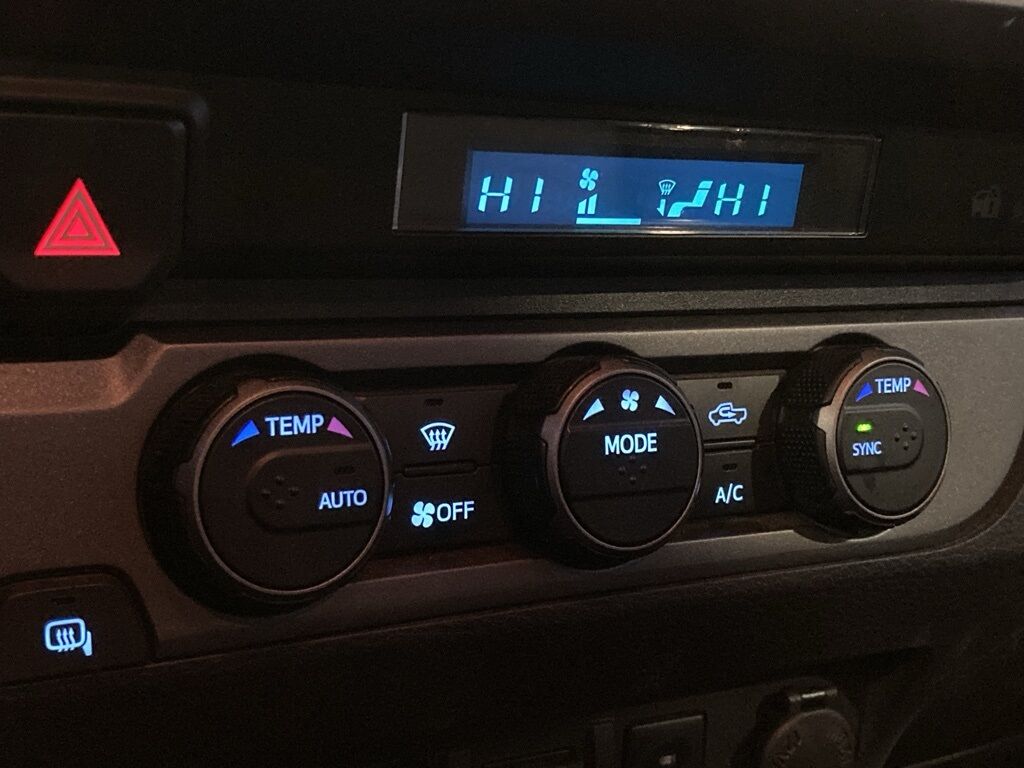 HI HI
TEMP
AUTO
OFF
MODE
A/C
TEMP
SYNC